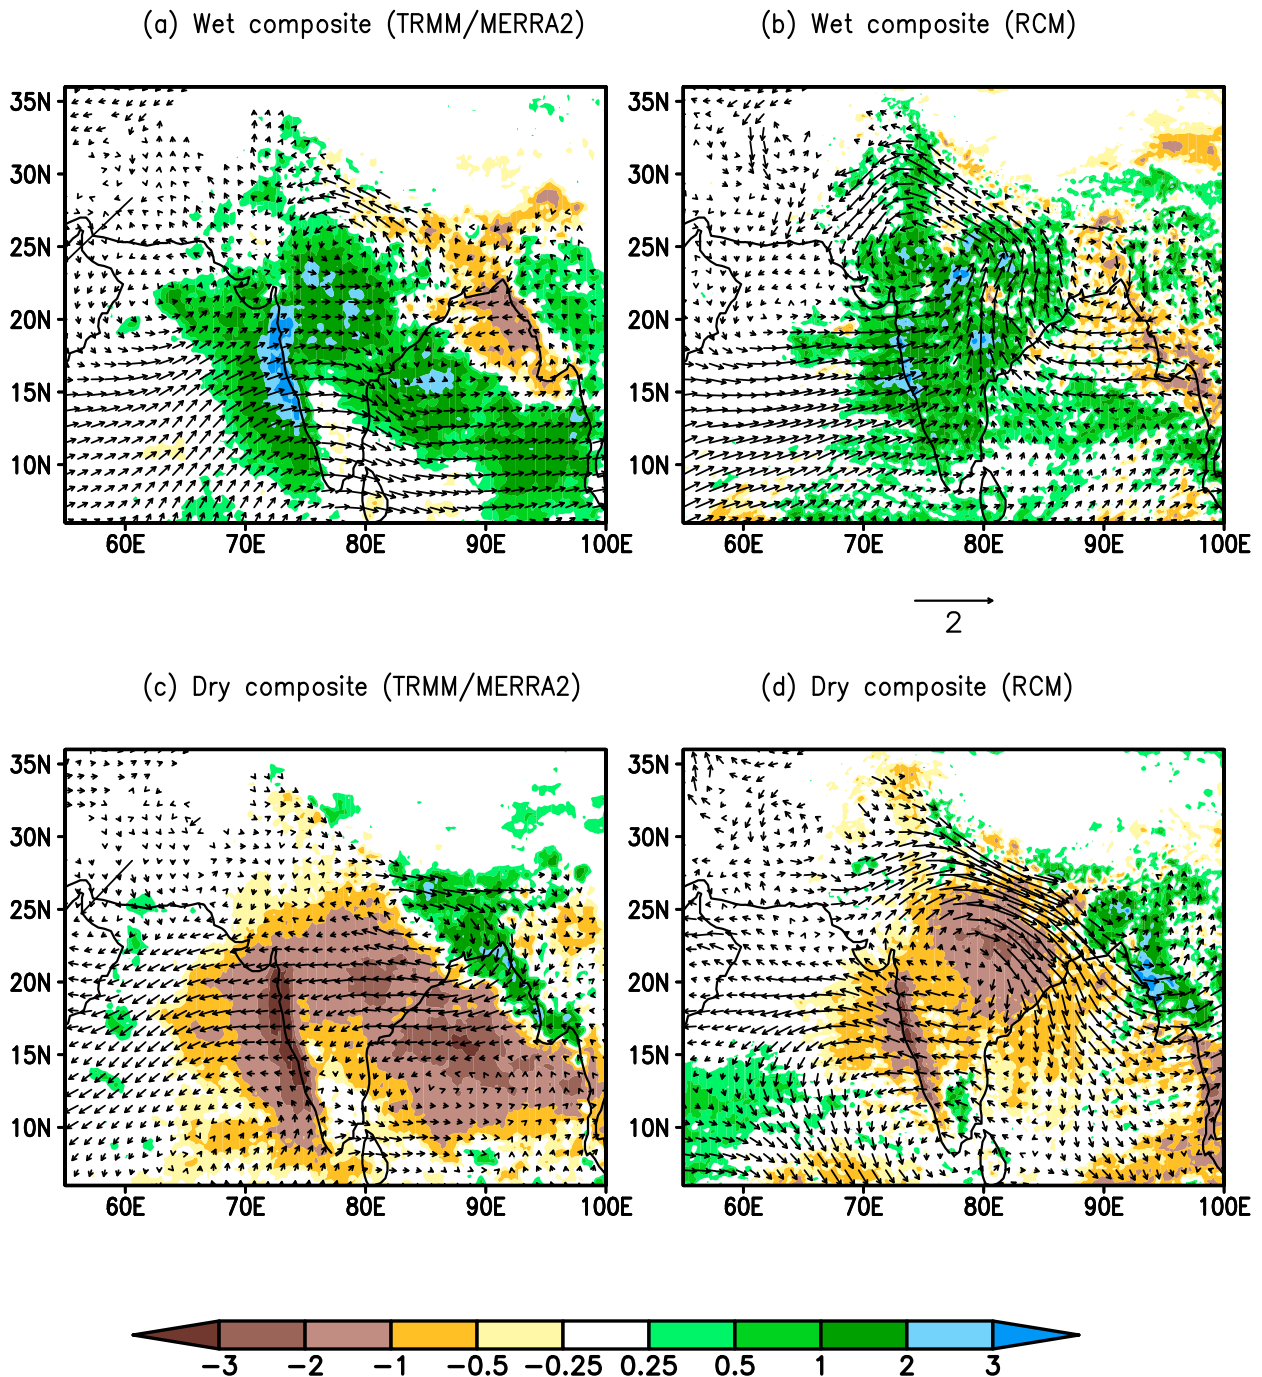 (a) Wet composite (TRMM/MERRA2)
(b) Wet composite (RCM)
35N
30N
25N
20N
15N
10N
60E 70E 80E 90E 100E
35N
30N
25N
20N
15N
10N
60E 70E 80E 90E 100E
2
(c) Dry composite (TRMM/MERRA2)
(d) Dry composite (RCM)
35N
30N
25N
20N
15N
10N
60E 70E 80E 90E 100E
35N
30N
25N
20N
15N
10N
60E 70E 80E 90E 100E
−3 −2 −1 −0.5 −0.25 0.25 0.5 1 2 3